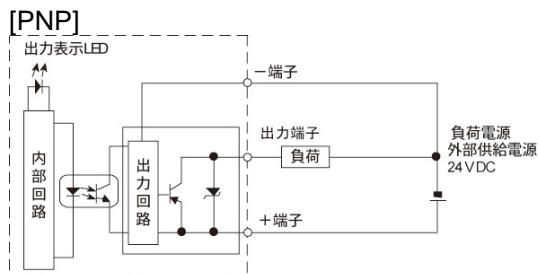 [PNP]
出力表示LED
－端子
出力端子
負荷
負荷電源
外部供給電源
24VDC
内部回路
出力回路
＋端子